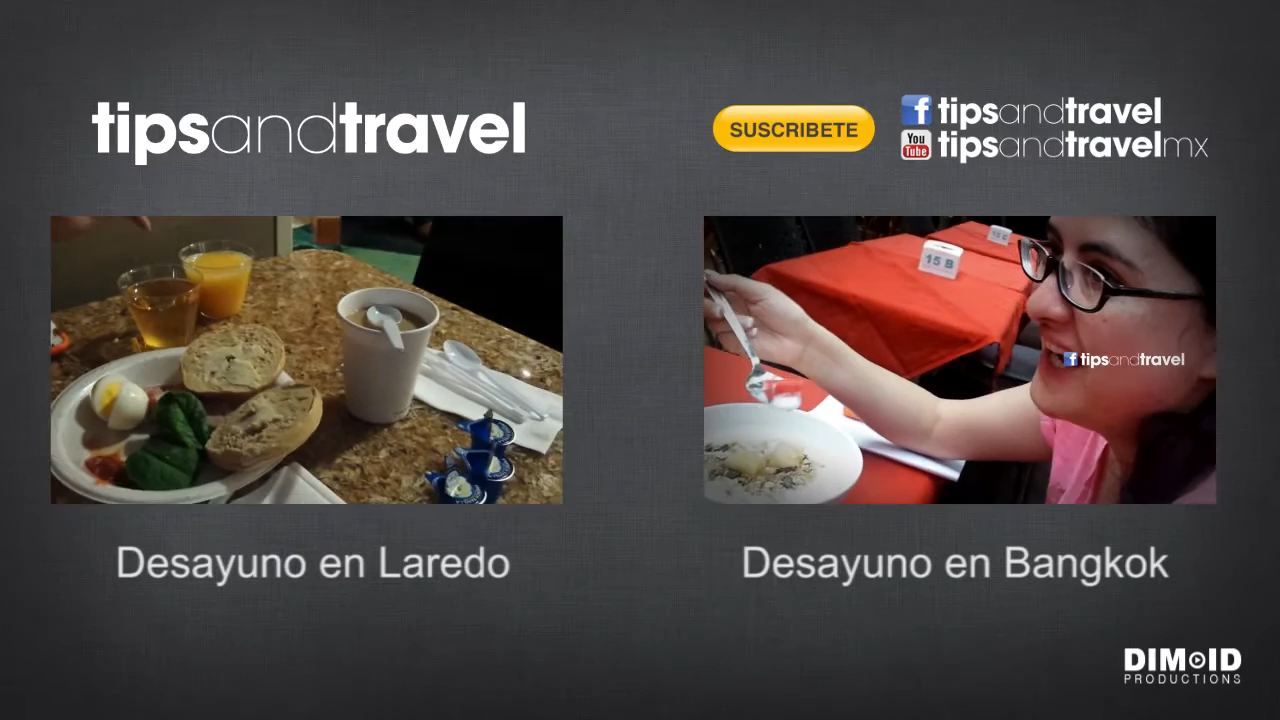 tipsandtravel
SUSCRIBETE
tipsandtravel
You Tube
tipsandtravelmx
15 B
tipsandtravel
Desayuno en Laredo
Desayuno en Bangkok
DIMOID
PRODUCTIONS